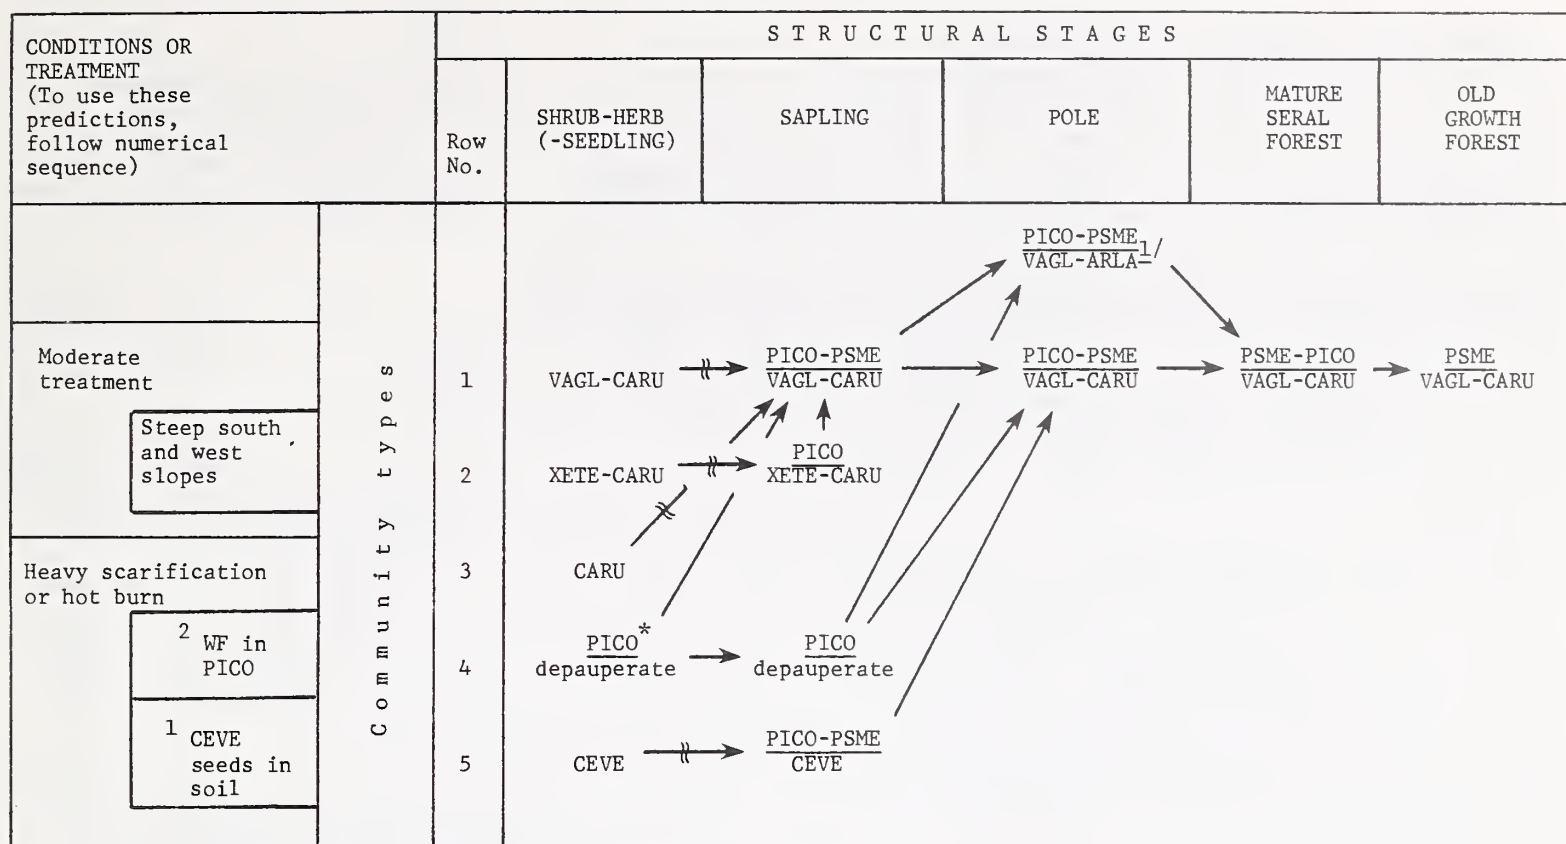 CONDITIONS OR
TREATMENT
(To use these
predictions,
follow numerical
sequence)
Row
No.
S T R U C T U R A L S T A G E S
SHRUB-HERB
(-SEEDLING)
SAPLING
POLE
MATURE
SERAL
FOREST
OLD
GROWTH
FOREST
Community types
PICO-PSME
VAGL-ARLA 1/
Moderate
treatment
1
VAGL-CARU
PICO-PSME
VAGL-CARU
PICO-PSME
VAGL-CARU
PSME-PICO
VAGL-CARU
PSME
VAGL-CARU
Steep south
and west
slopes
2
XETE-CARU
PICO
XETE-CARU
Heavy scarification
or hot burn
3
CARU
2 WF in
PICO
4
PICO*
depauperate
PICO
depauperate
1 CEVE
seeds in
soil
5
CEVE
PICO-PSME
CEVE